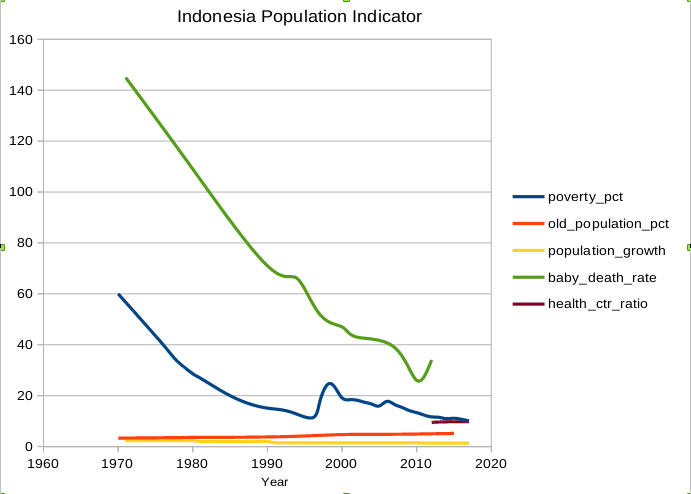 Indonesia Population Indicator
160
140
120
100
80
60
40
20
0
1960 1970 1980 1990 2000 2010 2020
Year
poverty_pct
old_population_pct
population_growth
baby_death_rate
health_ctr_ratio